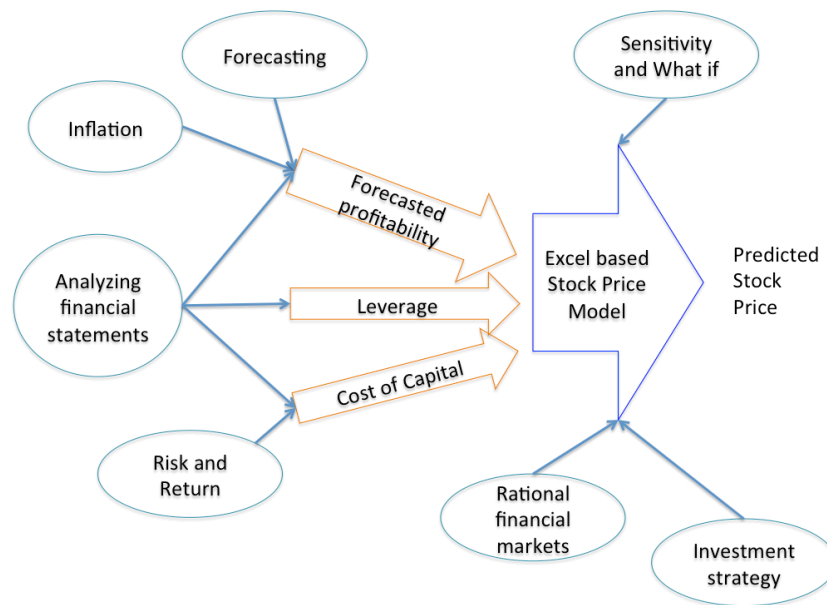 Forecasting
Sensitivity
and What if
Inflation
Forecasted
profitability
Analyzing
financial
statements
Leverage
Excel based
Stock Price
Model
Predicted
Stock
Price
Cost of Capital
Risk and
Return
Rational
financial
markets
Investment
strategy